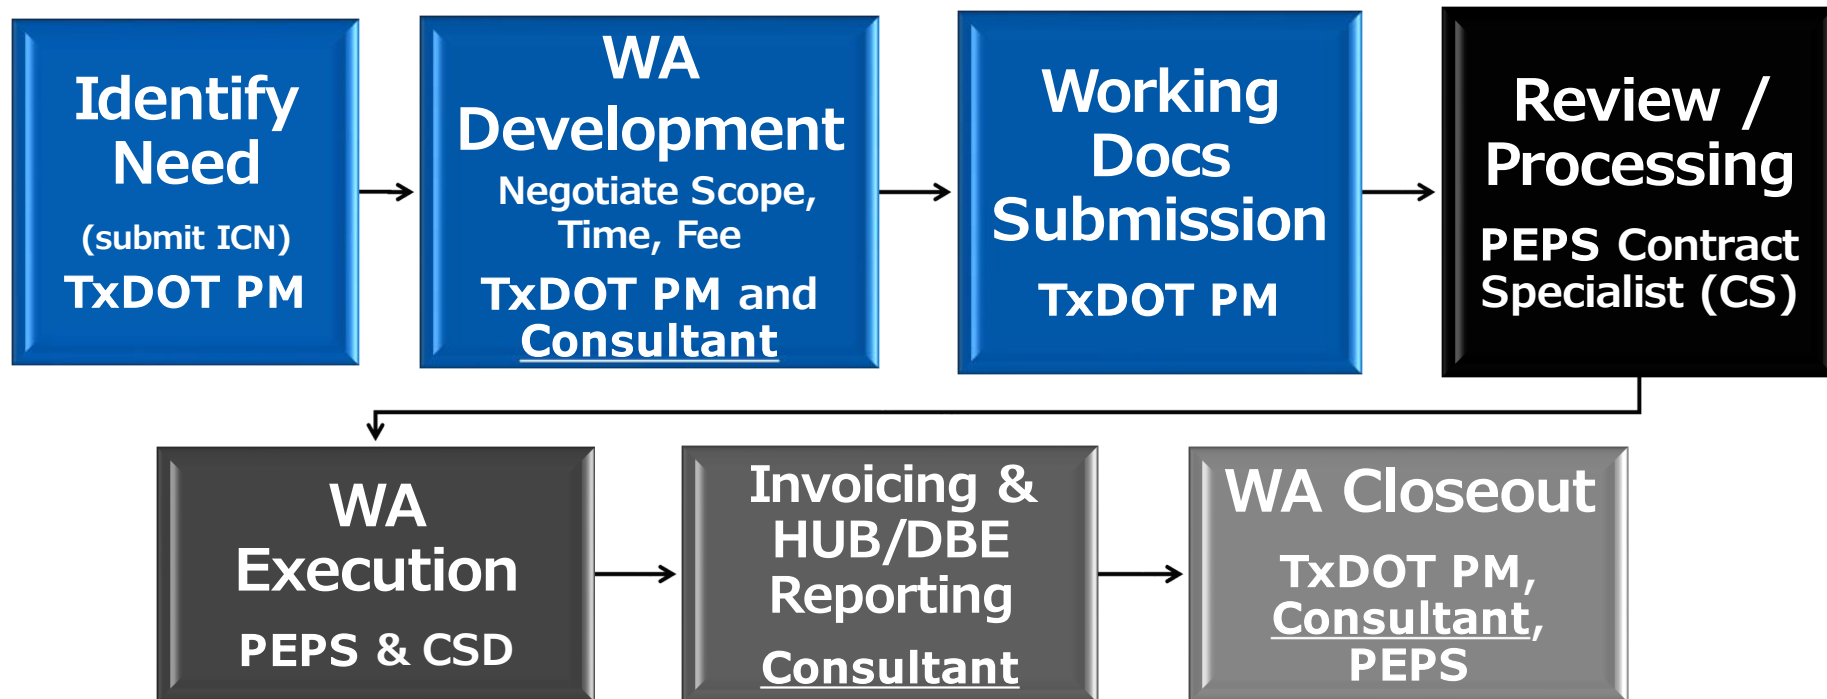 Identify
Need
(submit ICN)
TxDOT PM
WA
Development
Negotiate Scope,
Time, Fee
TxDOT PM and
Consultant
Working
Docs
Submission
TxDOT PM
Review /
Processing
PEPS Contract
Specialist (CS)
WA
Execution
PEPS & CSD
Invoicing &
HUB/DBE
Reporting
Consultant
WA Closeout
TxDOT PM,
Consultant,
PEPS